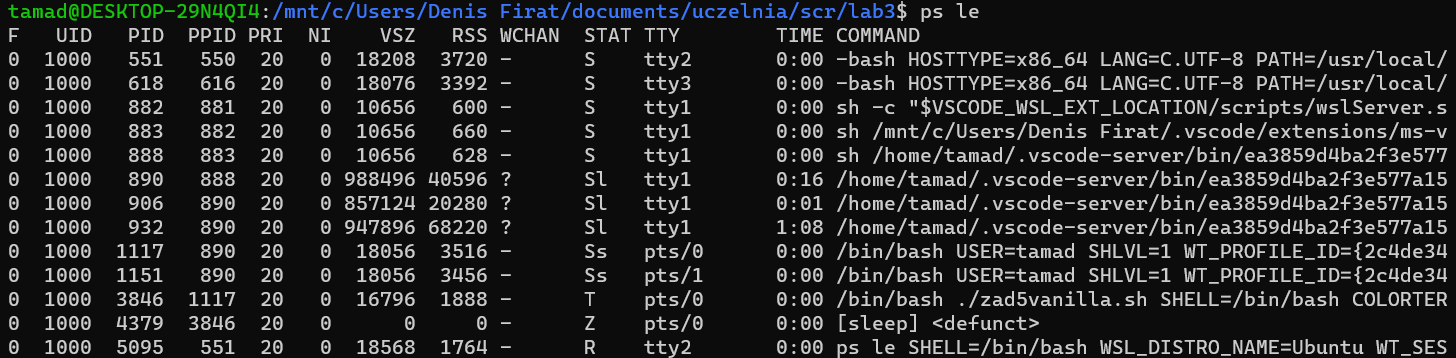 tamad@DESKTOP-29N4QI4:/mnt/c/Users/Denis Firat/documents/uczelnia/scr/lab3$ ps le
F   UID   PID  PPID PRI  NI    VSZ   RSS WCHAN  STAT TTY        TIME COMMAND
0  1000   551   550  20   0  18208  3720 -      S    tty2       0:00 -bash HOSTTYPE=x86_64 LANG=C.UTF-8 PATH=/usr/local/
0  1000   618   616  20   0  18076  3392 -      S    tty3       0:00 -bash HOSTTYPE=x86_64 LANG=C.UTF-8 PATH=/usr/local/
0  1000   882   881  20   0  10656   600 -      S    tty1       0:00 sh -c "$VSCODE_WSL_EXT_LOCATION/scripts/wslServer.s
0  1000   883   882  20   0  10656   660 -      S    tty1       0:00 sh /mnt/c/Users/Denis Firat/.vscode/extensions/ms-v
0  1000   888   883  20   0  10656   628 -      S    tty1       0:00 sh /home/tamad/.vscode-server/bin/ea3859d4ba2f3e577
0  1000   890   888  20   0 988496 40596 ?      Sl   tty1       0:16 /home/tamad/.vscode-server/bin/ea3859d4ba2f3e577a15
0  1000   906   890  20   0 857124 20280 ?      Sl   tty1       0:01 /home/tamad/.vscode-server/bin/ea3859d4ba2f3e577a15
0  1000   932   890  20   0 947896 68220 ?      Sl   tty1       1:08 /home/tamad/.vscode-server/bin/ea3859d4ba2f3e577a15
0  1000  1117   890  20   0  18056  3516 -      Ss   pts/0      0:00 /bin/bash USER=tamad SHLVL=1 WT_PROFILE_ID={2c4de34
0  1000  1151   890  20   0  18056  3456 -      Ss   pts/1      0:00 /bin/bash USER=tamad SHLVL=1 WT_PROFILE_ID={2c4de34
0  1000  3846  1117  20   0  16796  1888 -      T    pts/0      0:00 /bin/bash ./zad5vanilla.sh SHELL=/bin/bash COLORTER
0  1000  4379  3846  20   0      0     0 -      Z    pts/0      0:00 [sleep] <defunct>
0  1000  5095   551  20   0  18568  1764 -      R    tty2       0:00 ps le SHELL=/bin/bash WSL_DISTRO_NAME=Ubuntu WT_SES